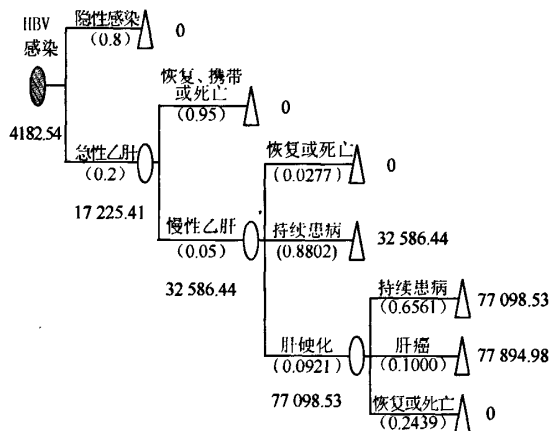 HBV
感染
4182.54
隐性感染
(0.8)
0
急性乙肝
(0.2)
17 225.41
恢复、携带
或死亡
(0.95)
0
慢性乙肝
(0.05)
32 586.44
恢复或死亡
(0.0277)
0
持续患病
(0.8802)
32 586.44
肝硬化
(0.0921)
77 098.53
持续患病
(0.6561)
77 098.53
肝癌
(0.1000)
77 894.98
恢复或死亡
(0.2439)
0